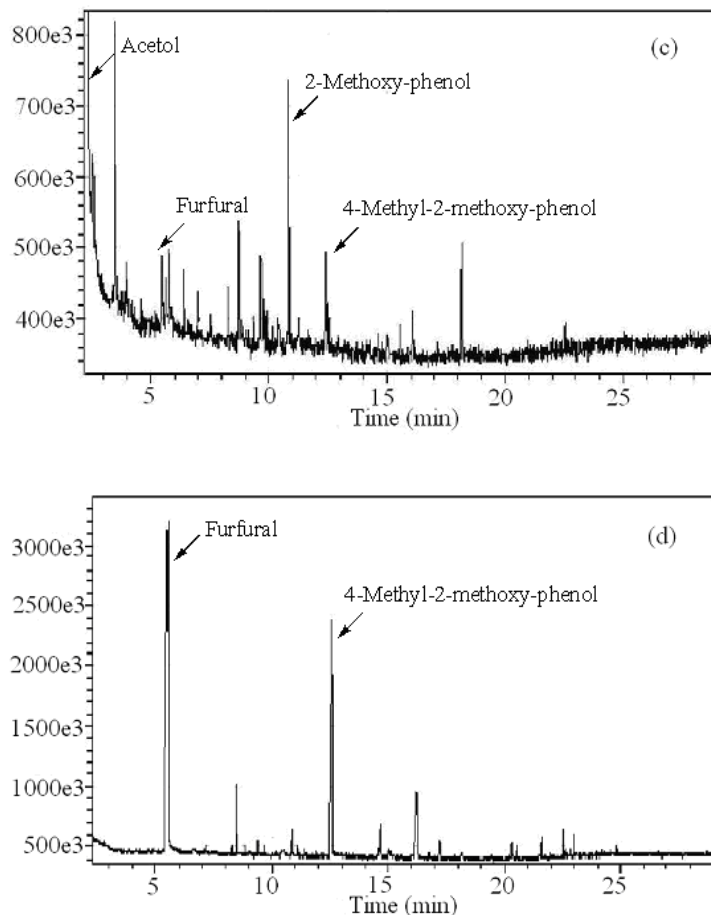 (c)
Acetol
2-Methoxy-phenol
Furfural
4-Methyl-2-methoxy-phenol
800e3
700e3
600e3
500e3
400e3
5 10 15 20 25
Time (min)
(d)
Furfural
4-Methyl-2-methoxy-phenol
3000e3
2500e3
2000e3
1500e3
1000e3
500e3
5 10 15 20 25
Time (min)